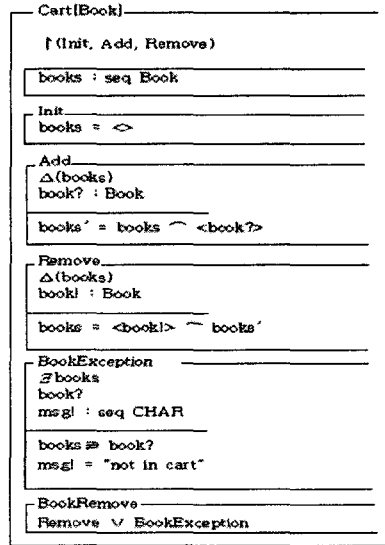 Cart[Book]
↾(Init, Add, Remove)
books : seq Book
Init
books = <>
Add
Δ(books)
book? : Book
books′ = books ⌢ <book?>
Remove
Δ(books)
book! : Book
books = <book!> ⌢ books′
BookException
Ξbooks
book?
msg! : seq CHAR
books book?
msg! = "not in cart"
BookRemove
Remove ∨ BookException